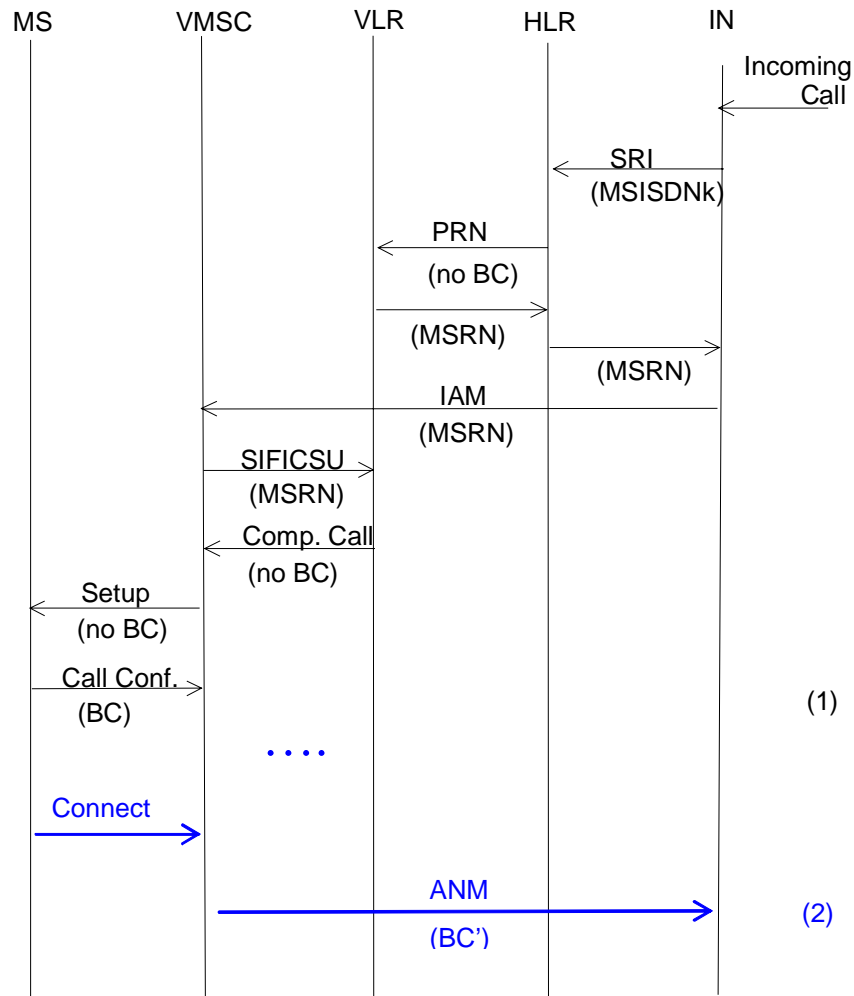 MS VMSC VLR HLR IN
Incoming
Call
SRI
(MSISDNk)
PRN
(no BC)
(MSRN)
(MSRN)
IAM
(MSRN)
SIFICSU
(MSRN)
Comp. Call
(no BC)
Setup
(no BC)
Call Conf.
(BC)
(1)
. . . .
Connect
ANM
(2)
(BC’)